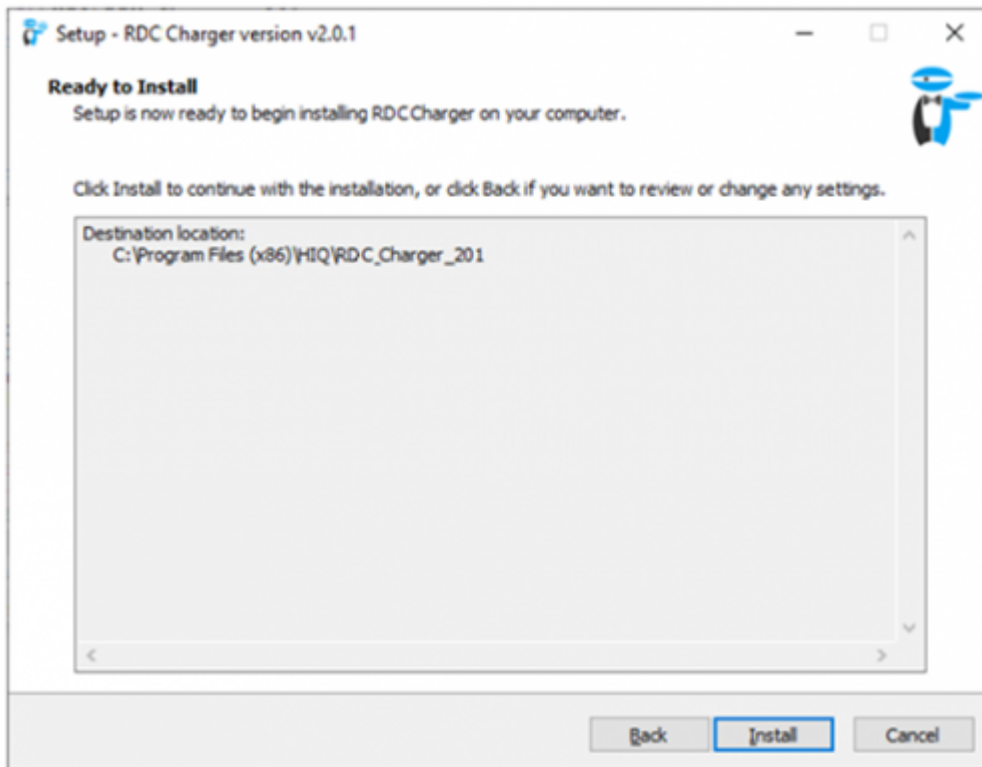 Setup - RDC Charger version v2.0.1
Ready to Install
Setup is now ready to begin installing RDCCharger on your computer.
Click Install to continue with the installation, or click Back if you want to review or change any settings.
Destination location:
C:\Program Files (x86)\HIQ\RDC_Charger_201
Back
Install
Cancel